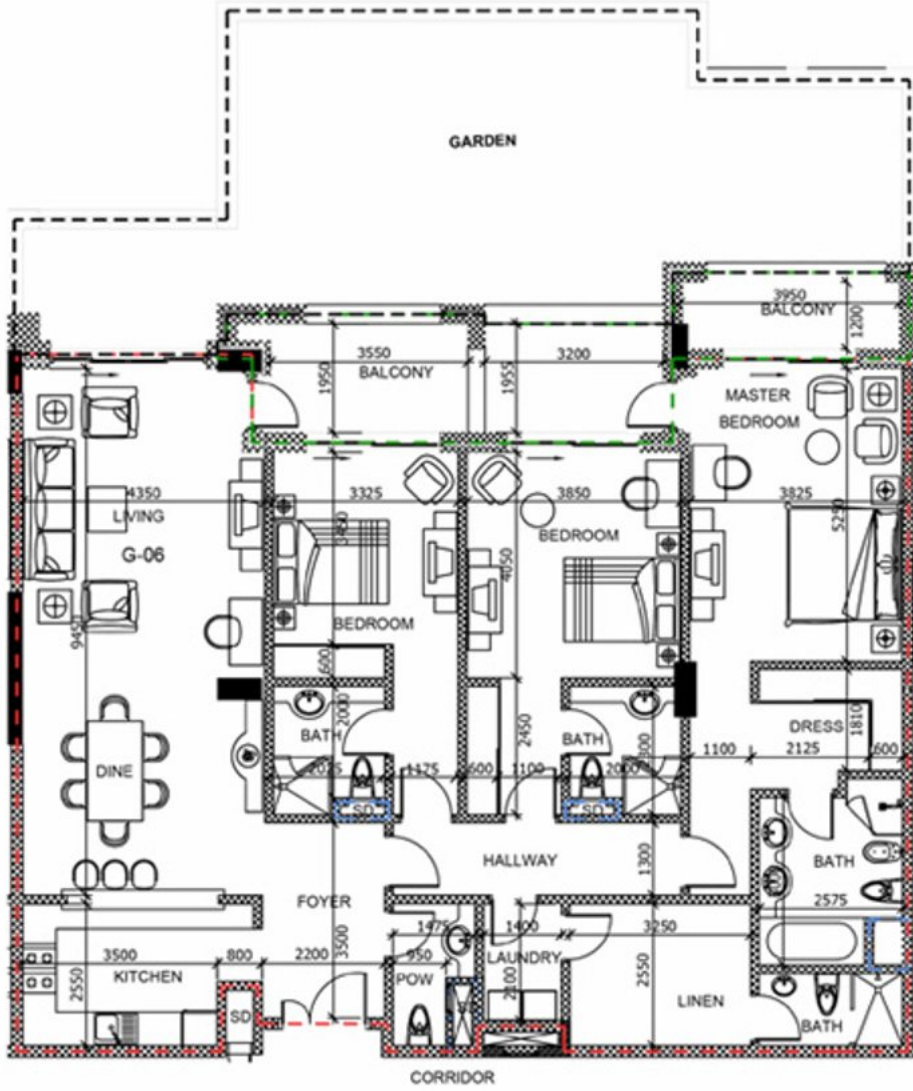 GARDEN
3950
BALCONY
1200
3550
3200
BALCONY
1950
1955
MASTER
BEDROOM
4350
3325
3850
3825
LIVING
G-06
3450
4050
5250
BEDROOM
BEDROOM
9450
600
2000
2450
BATH
BATH
DRESS
1810
1100
2125
600
DINE
2025
1175
600
1100
2000
SD
SD
HALLWAY
1300
BATH
FOYER
2575
1475
1400
3250
3500
800
2200
3500
950
LAUNDRY
KITCHEN
2550
POW
2100
2550
LINEN
SD
BATH
CORRIDOR